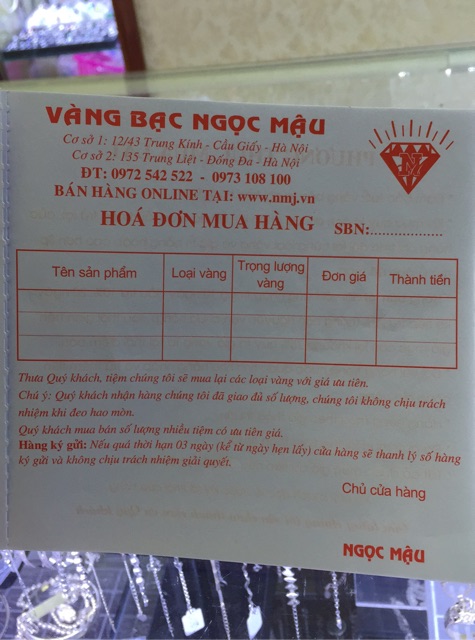 VÀNG BẠC NGỌC MẬU
Cơ sở 1: 12/43 Trung Kính - Cầu Giấy - Hà Nội
Cơ sở 2: 135 Trung Liệt - Đống Đa - Hà Nội
ĐT: 0972 542 522 - 0973 108 100
BÁN HÀNG ONLINE TẠI: www.nmj.vn
N
HOÁ ĐƠN MUA HÀNG SBN:..................
Tên sản phẩm Loại vàng Trọng lượng vàng Đơn giá Thành tiền
Thưa Quý khách, tiệm chúng tôi sẽ mua lại các loại vàng với giá ưu tiên.
Chú ý: Quý khách nhận hàng chúng tôi đã giao đủ số lượng, chúng tôi không chịu trách
nhiệm khi đeo hao mòn.
Quý khách mua bán số lượng nhiều tiệm có ưu tiên giá.
Hàng ký gửi: Nếu quá thời hạn 03 ngày (kể từ ngày hẹn lấy) cửa hàng sẽ thanh lý số hàng
ký gửi và không chịu trách nhiệm giải quyết.
Chủ cửa hàng
NGỌC MẬU